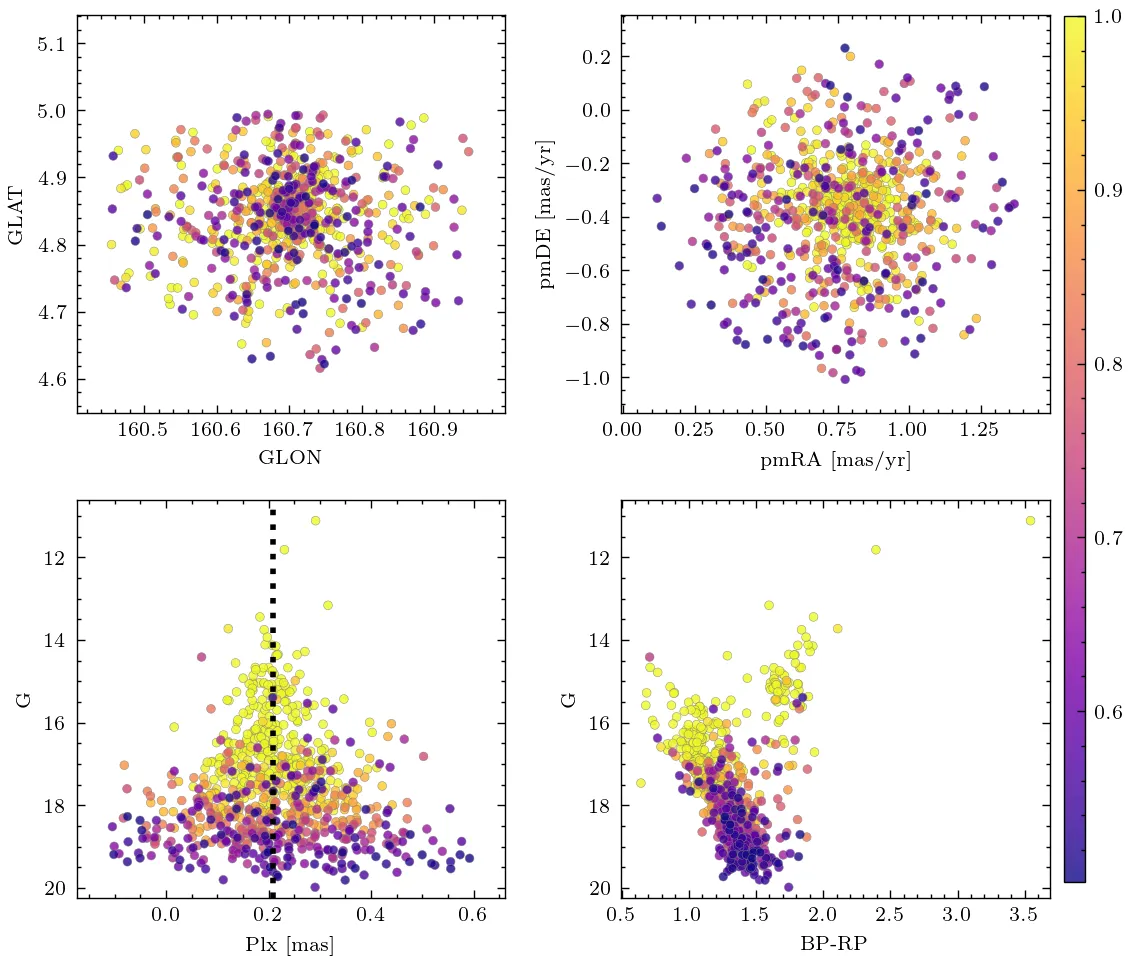 5.1
5.0
4.9
4.8
4.7
4.6
GLAT
160.5 160.6 160.7 160.8 160.9
GLON
0.2
0.0
−0.2
−0.4
−0.6
−0.8
−1.0
pmDE [mas/yr]
0.00 0.25 0.50 0.75 1.00 1.25
pmRA [mas/yr]
1.0
0.9
0.8
0.7
0.6
12
14
16
18
20
G
0.0 0.2 0.4 0.6
Plx [mas]
12
14
16
18
20
G
0.5 1.0 1.5 2.0 2.5 3.0 3.5
BP-RP